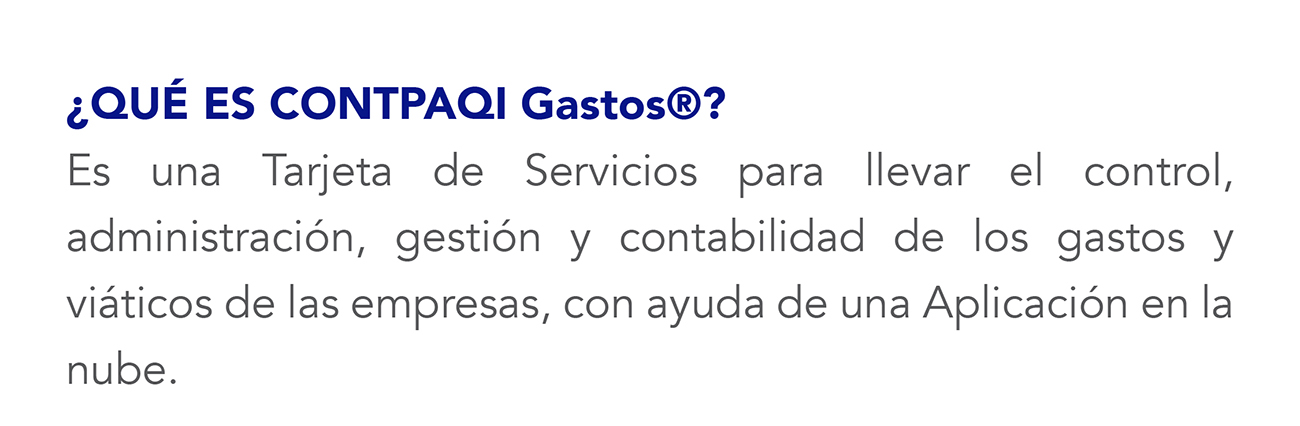 ¿QUÉ ES CONTPAQI Gastos®?
Es una Tarjeta de Servicios para llevar el control,
administración, gestión y contabilidad de los gastos y
viáticos de las empresas, con ayuda de una Aplicación en la
nube.